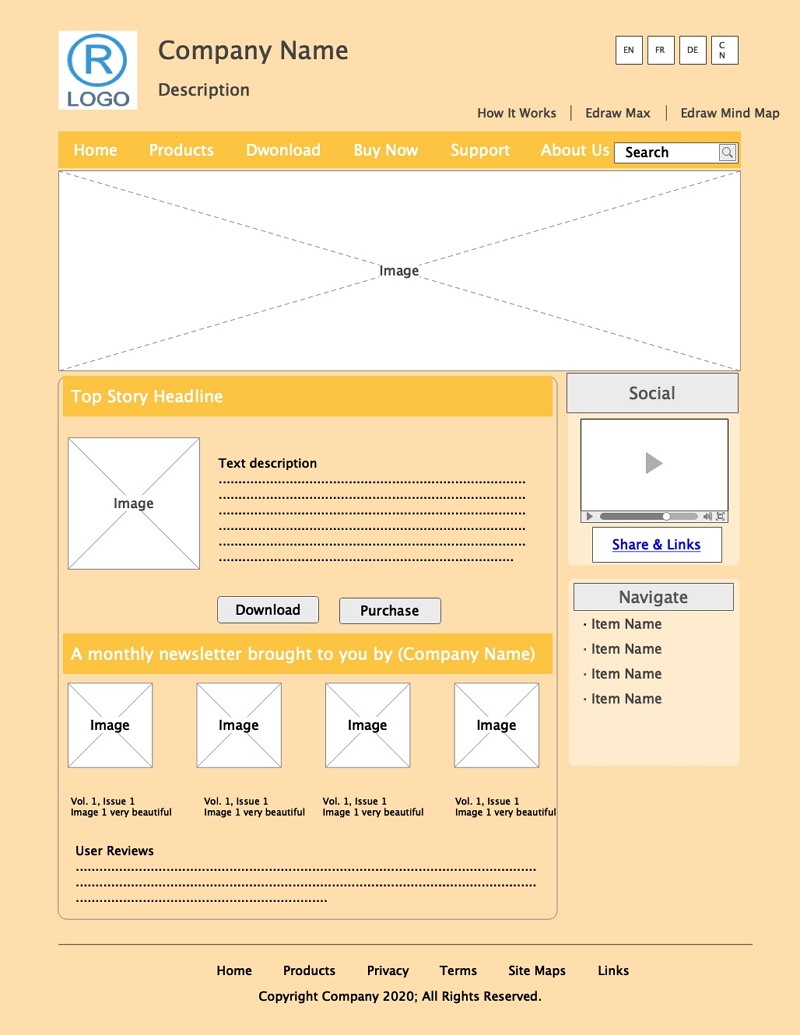 R
LOGO
Company Name
Description
EN FR DE C
N
How It Works Edraw Max Edraw Mind Map
Home Products Dwonload Buy Now Support About Us Search
Image
Top Story Headline
Image
Text description
Download Purchase
A monthly newsletter brought to you by (Company Name)
Image Image Image Image
Vol. 1, Issue 1 Vol. 1, Issue 1 Vol. 1, Issue 1 Vol. 1, Issue 1
Image 1 very beautiful Image 1 very beautiful Image 1 very beautiful Image 1 very beautiful
User Reviews
Social
Share & Links
Navigate
· Item Name
· Item Name
· Item Name
· Item Name
Home Products Privacy Terms Site Maps Links
Copyright Company 2020; All Rights Reserved.